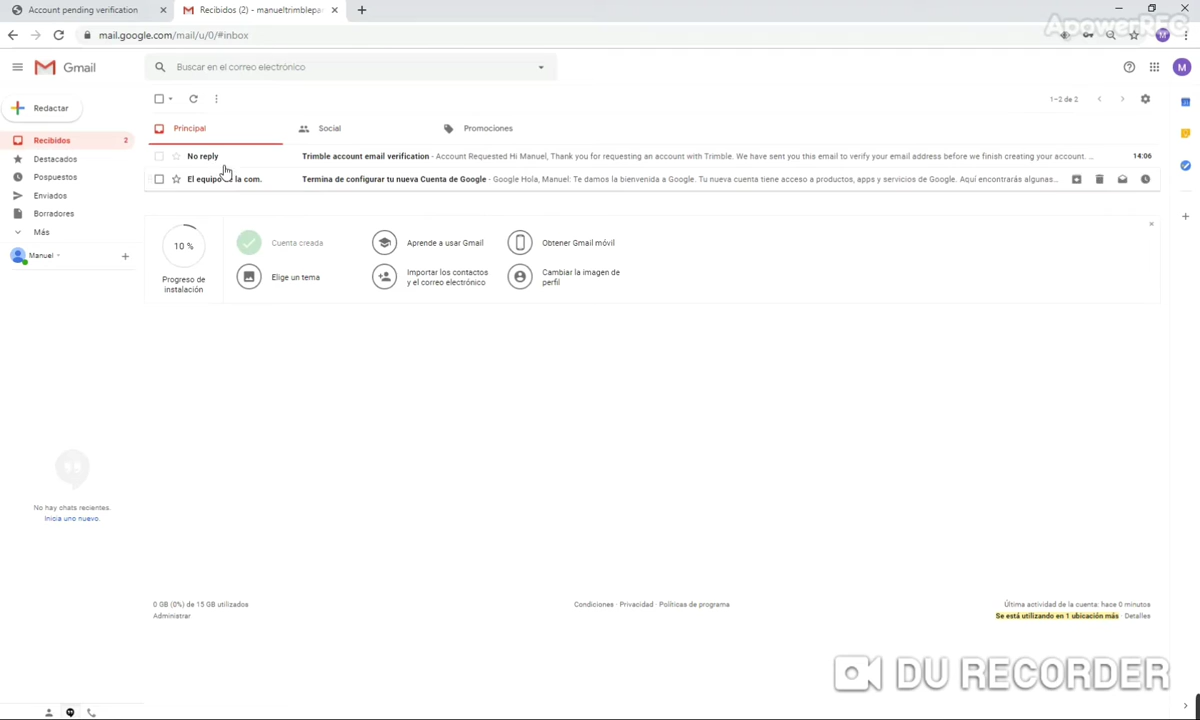 Account pending verification
Recibidos (2) - manueltrimblepar
mail.google.com/mail/u/0/#inbox
ApowerREC
M
Gmail
Buscar en el correo electrónico
M
Redactar
1–2 de 2
Recibidos 2
Principal
Social
Promociones
Destacados
No reply
Trimble account email verification - Account Requested Hi Manuel, Thank you for requesting an account with Trimble. We have sent you this email to verify your email address before we finish creating your account. ...
14:06
Pospuestos
El equipo de la com.
Termina de configurar tu nueva Cuenta de Google - Google Hola, Manuel: Te damos la bienvenida a Google. Tu nueva cuenta tiene acceso a productos, apps y servicios de Google. Aquí encontrarás algunas...
Enviados
Borradores
Más
Manuel
10 %
Progreso de
instalación
Cuenta creada
Aprende a usar Gmail
Obtener Gmail móvil
Elige un tema
Importar los contactos
y el correo electrónico
Cambiar la imagen de
perfil
No hay chats recientes.
Inicia uno nuevo.
0 GB (0%) de 15 GB utilizados
Administrar
Condiciones · Privacidad · Políticas de programa
Última actividad de la cuenta: hace 0 minutos
Se está utilizando en 1 ubicación más · Detalles
DU RECORDER